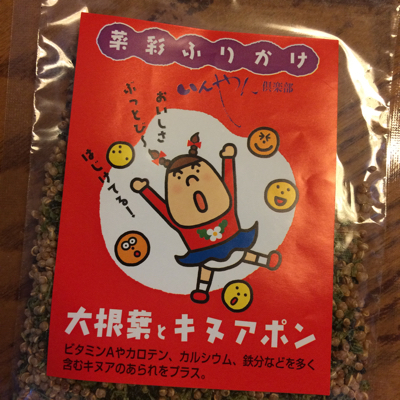 菜彩ふりかけ
いんやん倶楽部
おいしさ
ぶっとび〜
はじけてる!
大根葉とキヌアポン
ビタミンAやカロテン、カルシウム、鉄分などを多く
含むキヌアのあられをプラス。